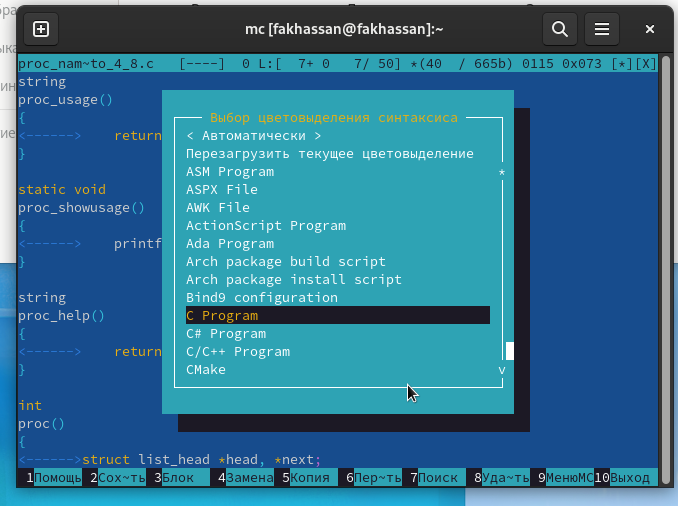 mc [fakhassan@fakhassan]:~
proc_nam~to_4_8.c [----] 0 L:[ 7+ 0 7/ 50] *(40 / 665b) 0115 0x073 [*][X]
string
proc_usage()
{
<------> return
}
static void
proc_showusage()
{
<------> printf
}
string
proc_help()
{
<------> return
}
int
proc()
{
<------>struct list_head *head, *next;
Выбор цветовыделения синтаксиса
< Автоматически >
Перезагрузить текущее цветовыделение
ASM Program
ASPX File
AWK File
ActionScript Program
Ada Program
Arch package build script
Arch package install script
Bind9 configuration
C Program
C# Program
C/C++ Program
CMake
1Помощь 2Сох~ть 3Блок 4Замена 5Копия 6Пер~ть 7Поиск 8Уда~ть 9МенюMC 10Выход